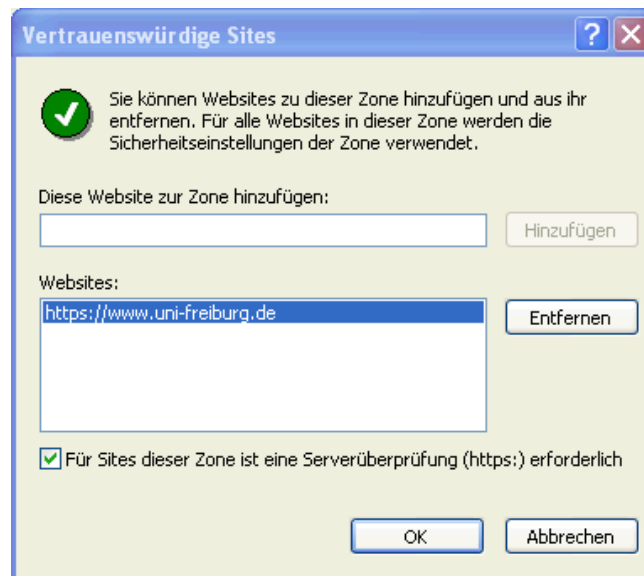 Vertrauenswürdige Sites
Sie können Websites zu dieser Zone hinzufügen und aus ihr
entfernen. Für alle Websites in dieser Zone werden die
Sicherheitseinstellungen der Zone verwendet.
Diese Website zur Zone hinzufügen:
Hinzufügen
Websites:
https://www.uni-freiburg.de
Entfernen
Für Sites dieser Zone ist eine Serverüberprüfung (https:) erforderlich
OK
Abbrechen